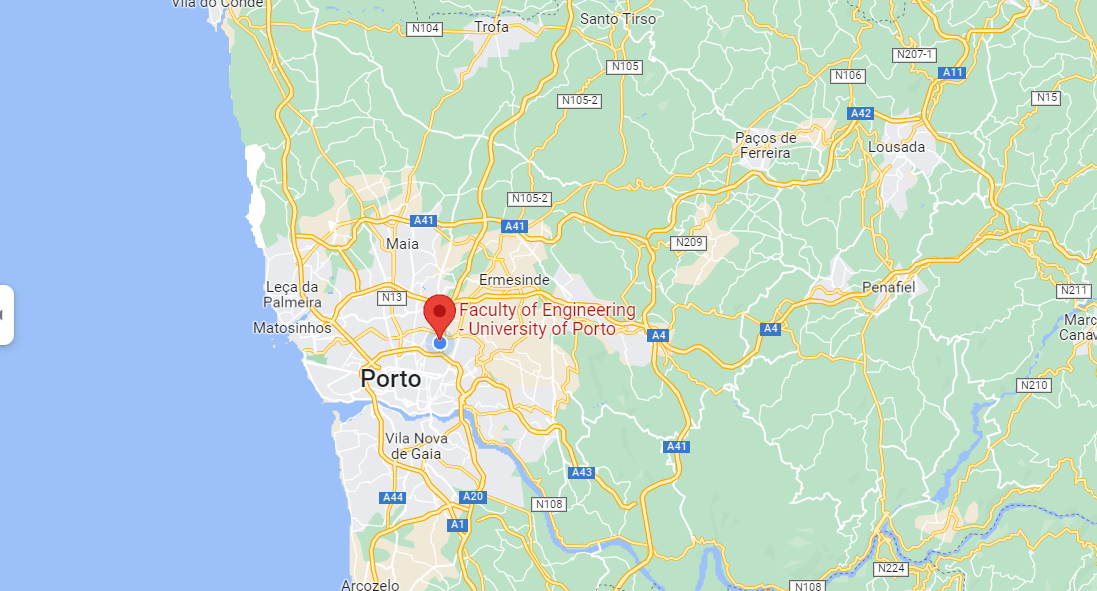 Vila do Conde
Santo Tirso
N104
Trofa
N207-1
N105
A11
N106
N105-2
N15
A42
Paços de
Ferreira
Lousada
N105-2
A41
A41
Maia
N209
Ermesinde
Penafiel
Leça da
Palmeira
N13
N211
Faculty of Engineering
- University of Porto
Matosinhos
A4
A4
Marc
Canav
Porto
N210
Vila Nova
de Gaia
A41
A43
A44
A20
N108
A1
N224
Arcozelo
N108